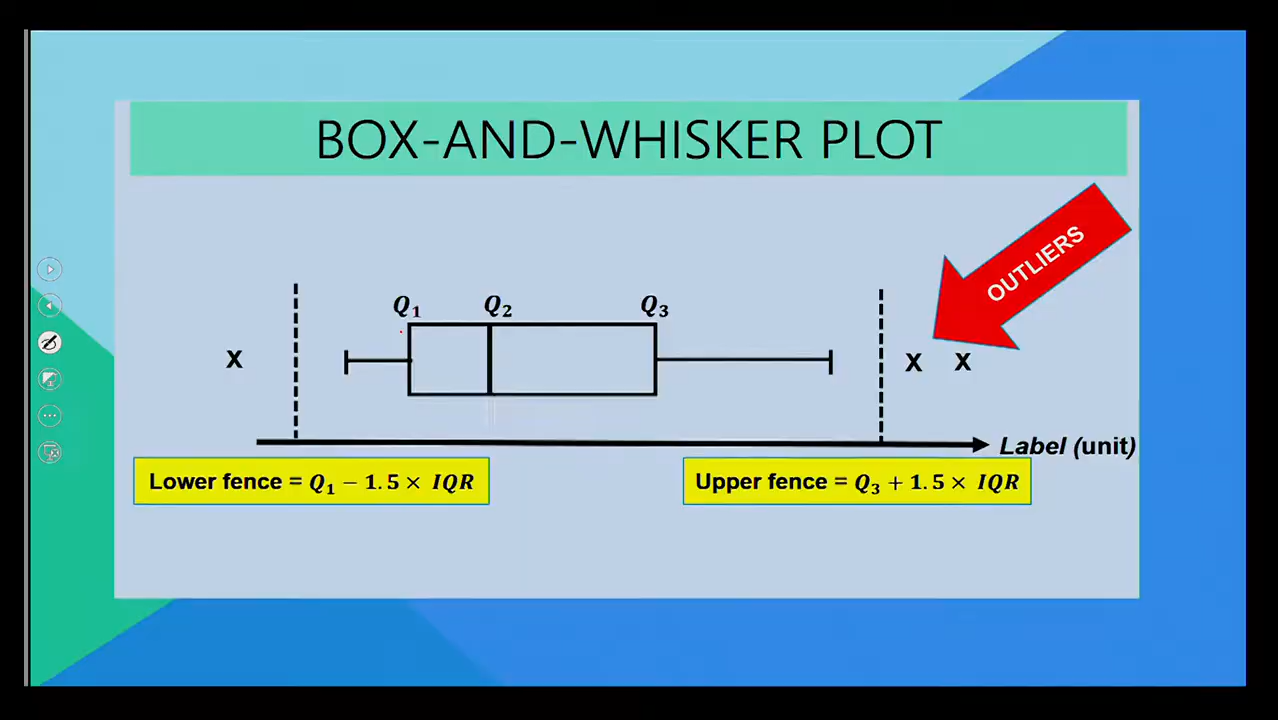 BOX-AND-WHISKER PLOT
OUTLIERS
Q₁ Q₂ Q₃
X X X
Label (unit)
Lower fence = Q₁ − 1.5 × IQR
Upper fence = Q₃ + 1.5 × IQR